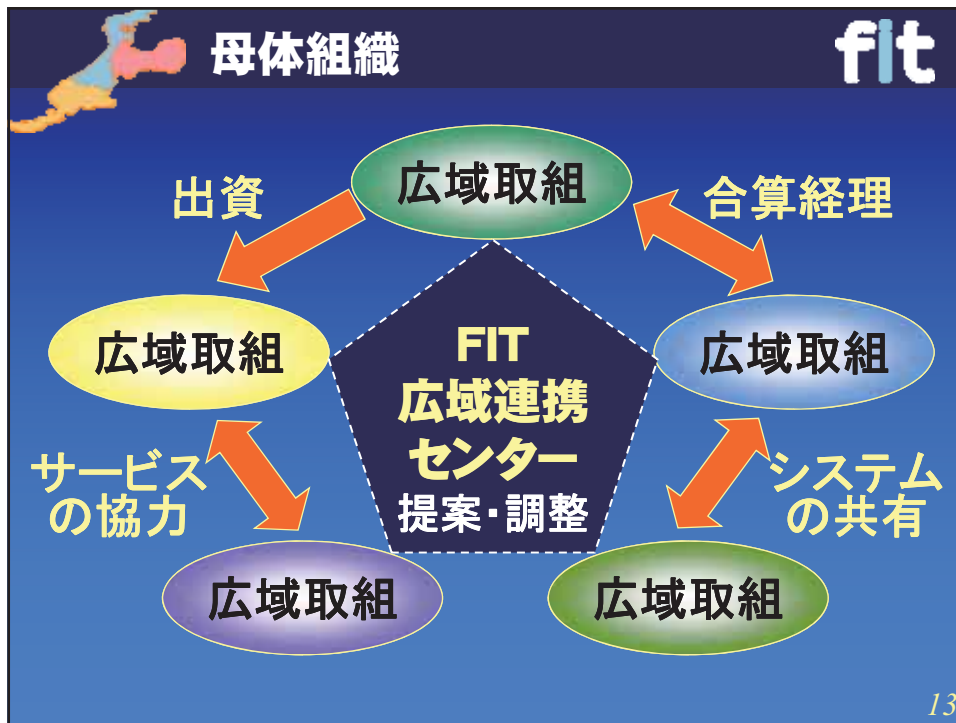 母体組織
fit
広域取組
出資
合算経理
広域取組
広域取組
FIT
広域連携
センター
提案・調整
サービス
の協力
システム
の共有
広域取組
広域取組
13